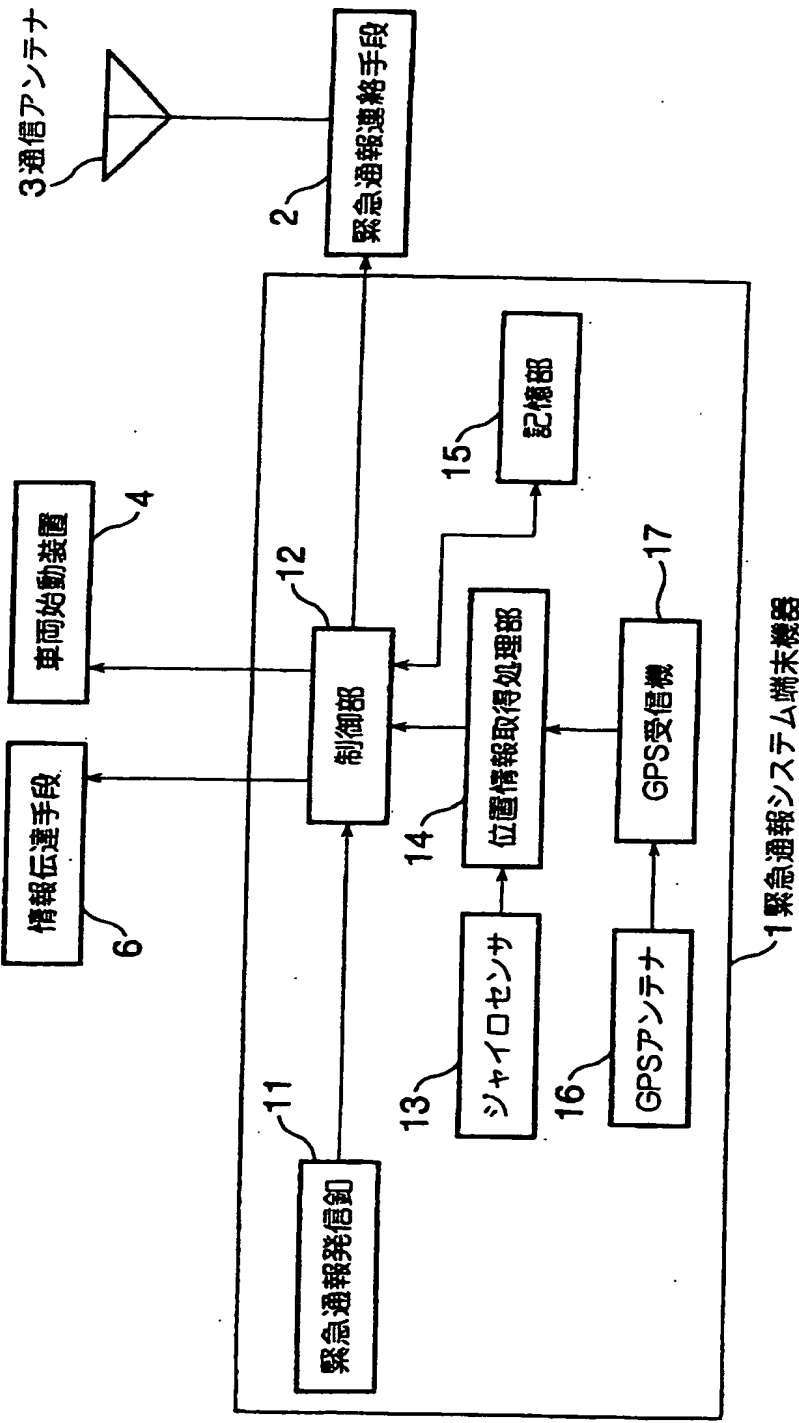 3通信アンテナ
緊急通報連絡手段
2
車両始動装置
4
情報伝達手段
6
12
制御部
15
記憶部
11
緊急通報発信釦
14
位置情報取得処理部
13
ジャイロセンサ
17
GPS受信機
16
GPSアンテナ
1緊急通報システム端末機器